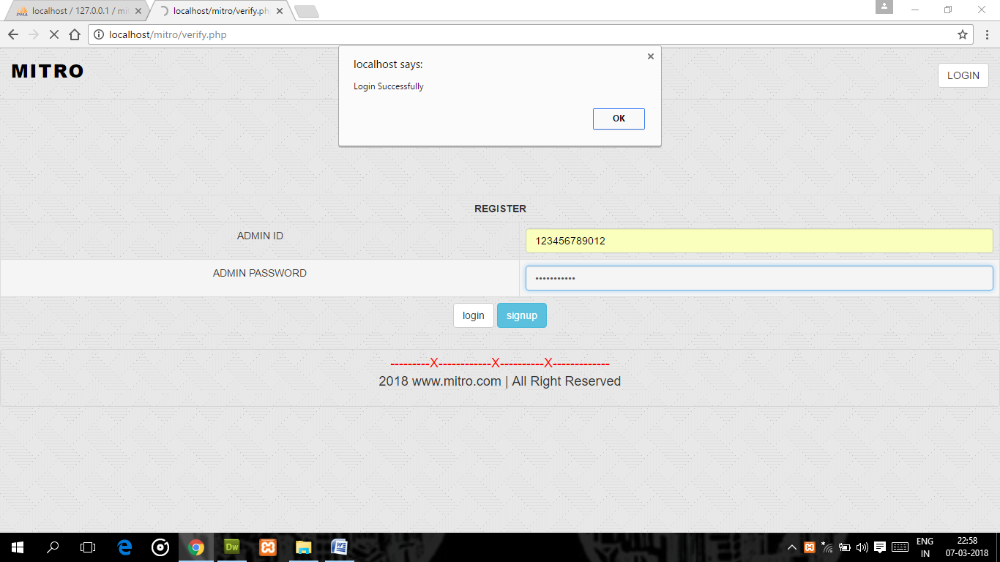 localhost / 127.0.0.1 / mi
localhost/mitro/verify.ph
localhost/mitro/verify.php
MITRO
LOGIN
localhost says:
Login Successfully
OK
REGISTER
ADMIN ID
123456789012
ADMIN PASSWORD
•••••••••••
login
signup
---------X------------X----------X-------------
2018 www.mitro.com | All Right Reserved
PMA
Dw
ENG
IN
22:58
07-03-2018